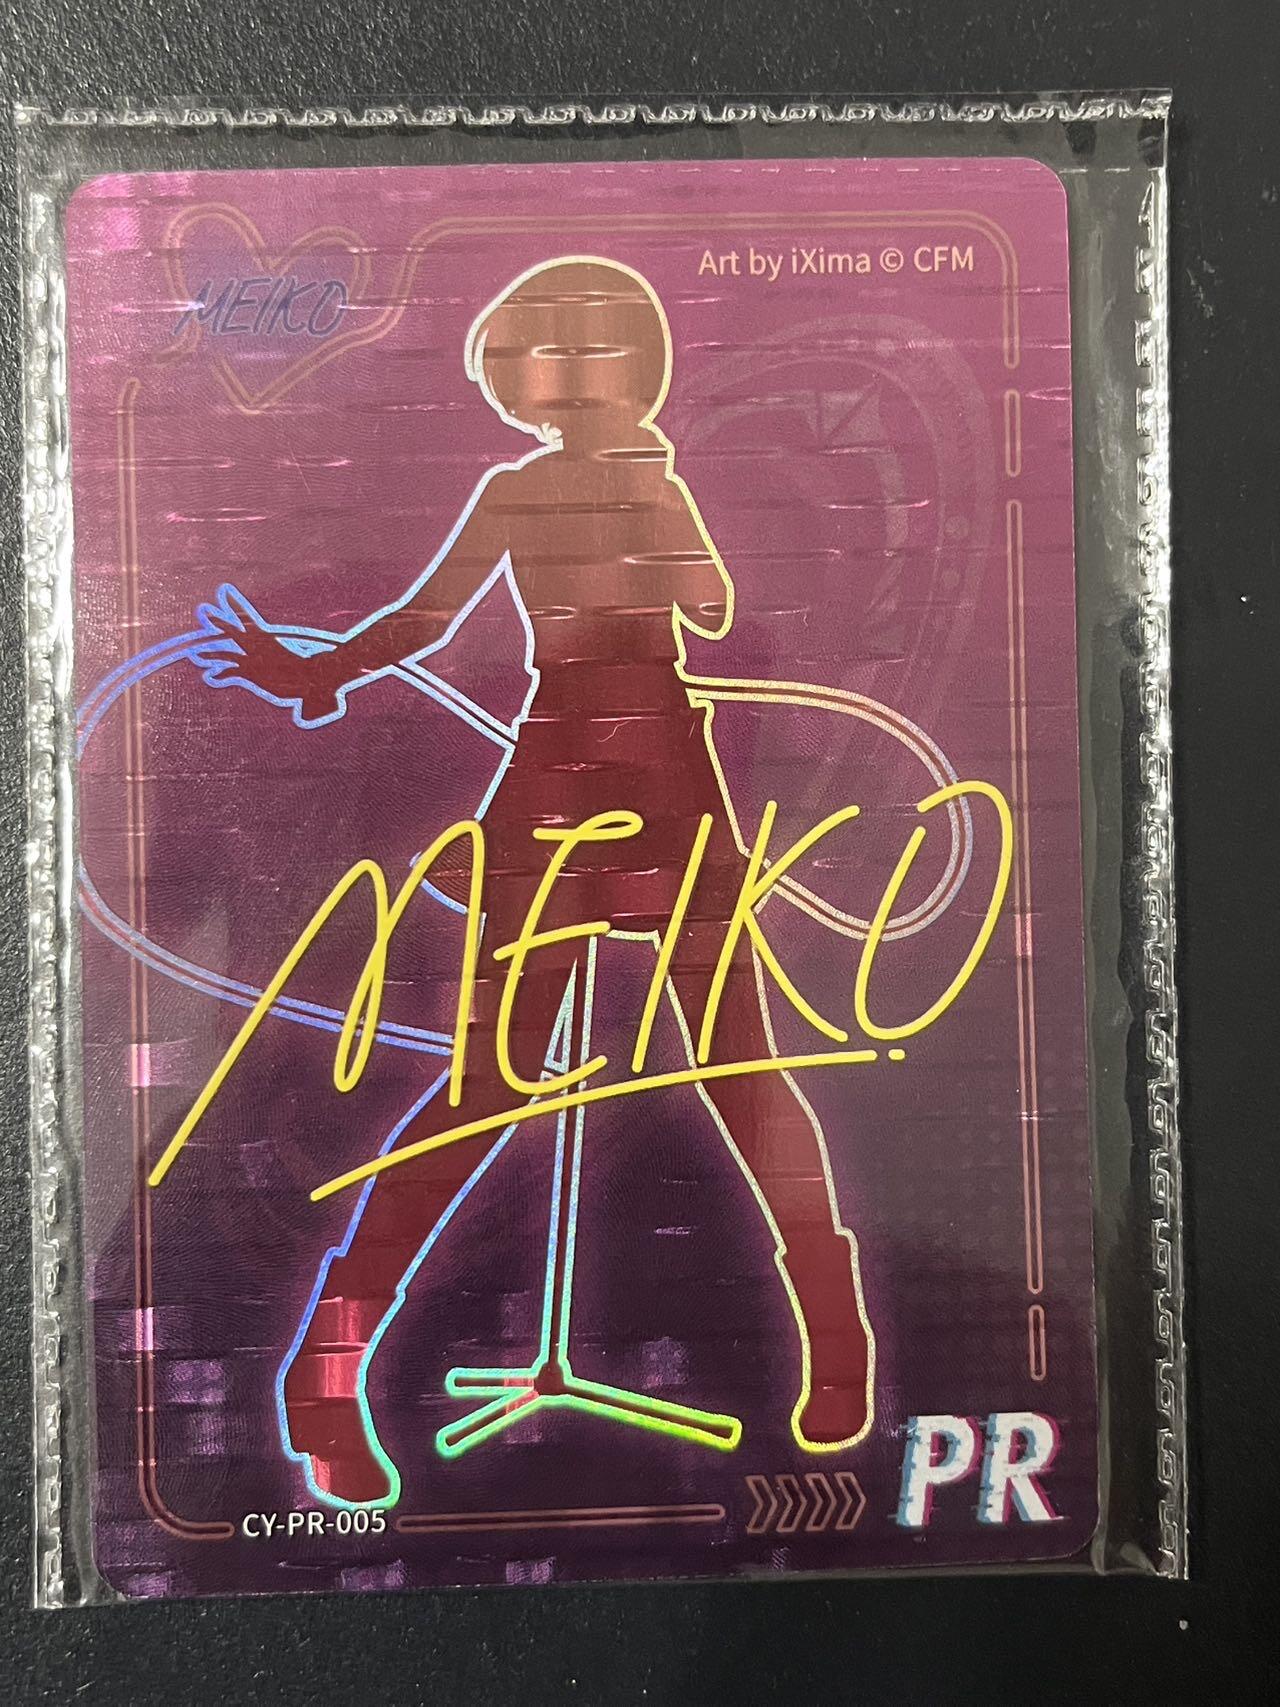 MEIKO
Art by iXima © CFM
MEIKO
CY-PR-005
PR